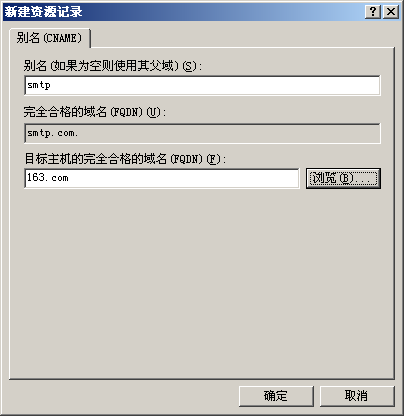 新建资源记录
别名(CNAME)
别名(如果为空则使用其父域)(S):
smtp
完全合格的域名(FQDN)(U):
smtp.com.
目标主机的完全合格的域名(FQDN)(F):
163.com
浏览(B)...
确定
取消